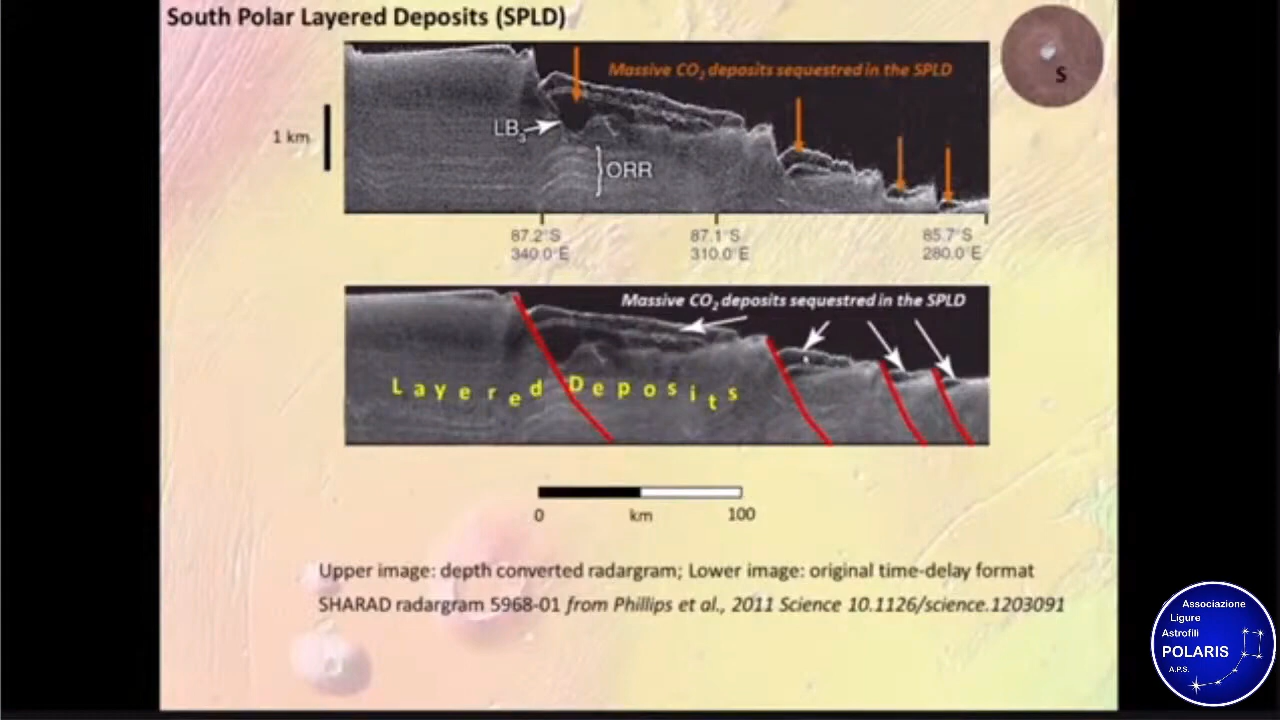 South Polar Layered Deposits (SPLD)
Massive CO₂ deposits sequestred in the SPLD
S
1 km
LB₃
ORR
87.2°S
340.0°E
87.1°S
310.0°E
85.7°S
280.0°E
Massive CO₂ deposits sequestred in the SPLD
Layered Deposits
0 km 100
Upper image: depth converted radargram; Lower image: original time-delay format
SHARAD radargram 5968-01 from Phillips et al., 2011 Science 10.1126/science.1203091
Associazione
Ligure
Astrofili
POLARIS
A.P.S.